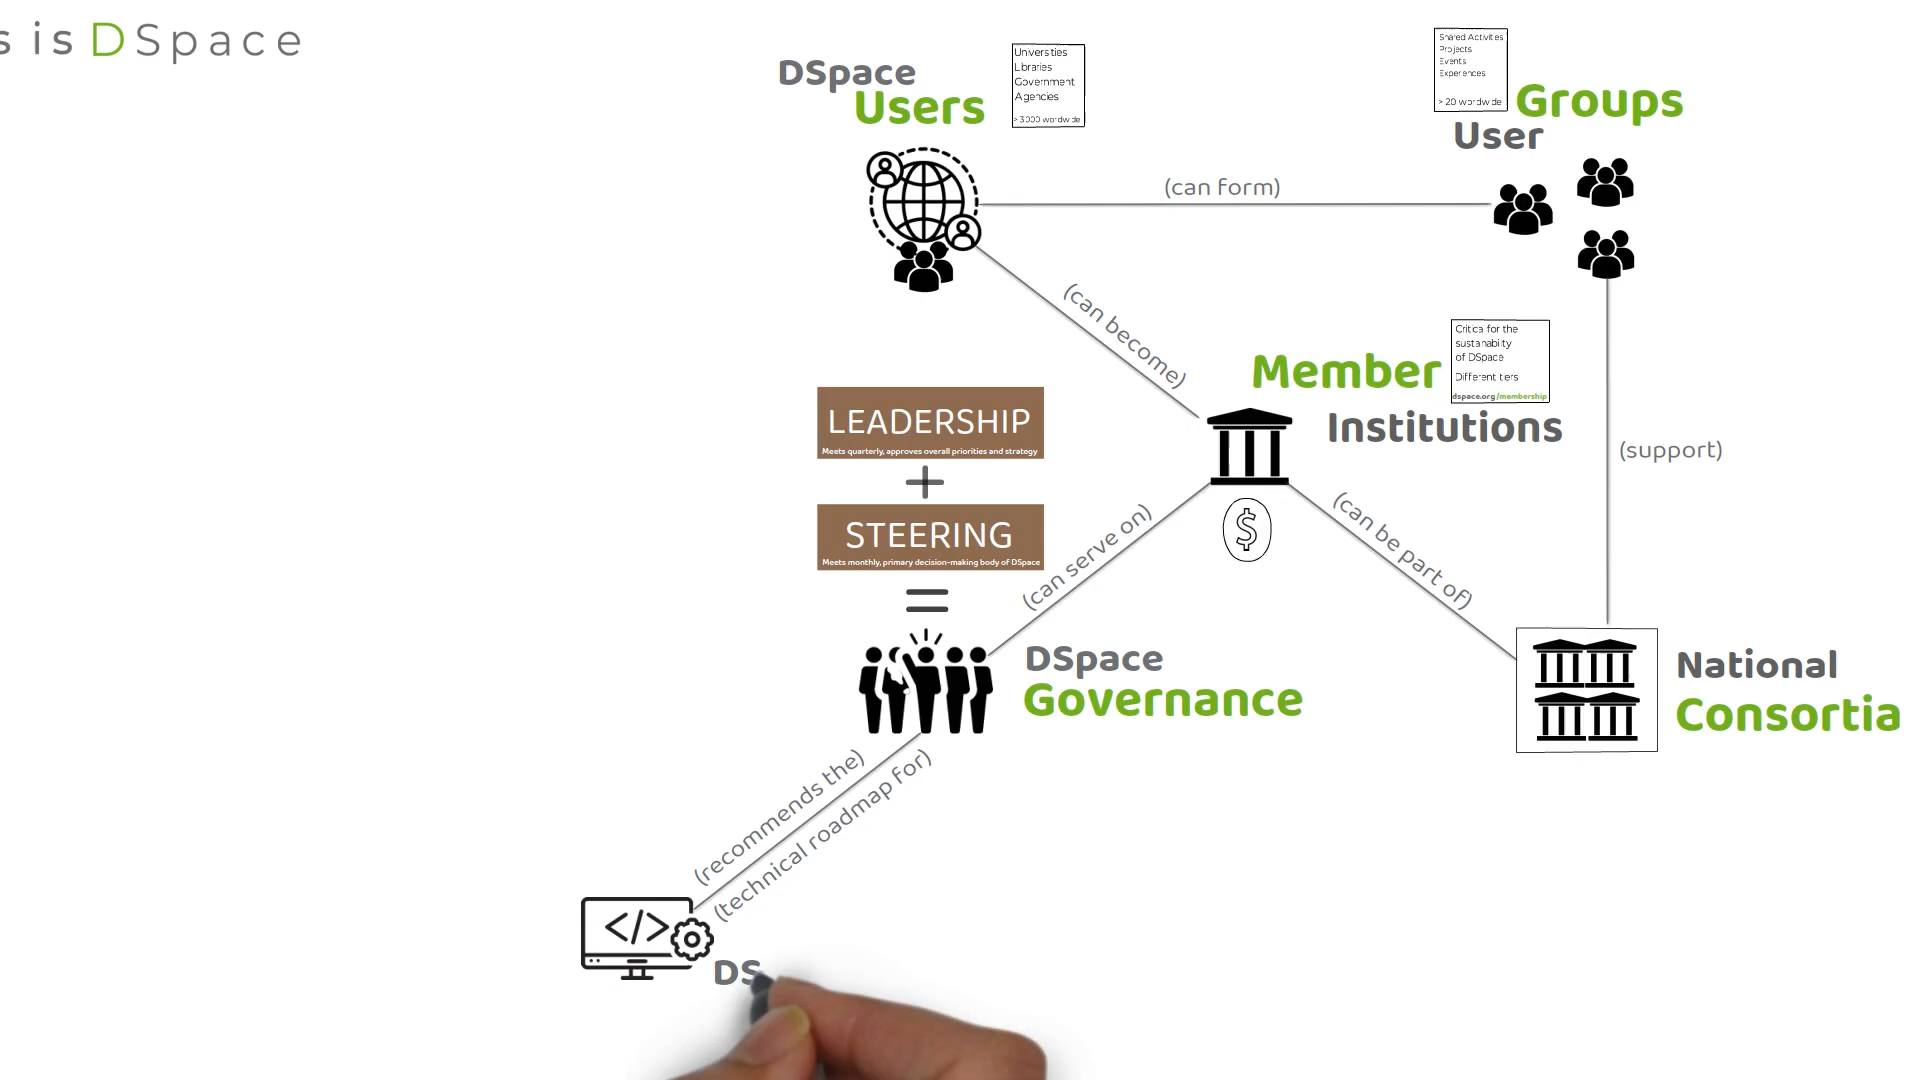 s is DSpace
DSpace
Users
Universities
Libraries
Government
Agencies
> 3000 worldwide
Shared Activities
Projects
Events
Experiences
> 20 worldwide
Groups
User
(can form)
(can become)
Member
Institutions
Critical for the
sustainability
of DSpace
Different tiers
dspace.org/membership
(support)
LEADERSHIP
Meets quarterly, approves overall priorities and strategy
+
STEERING
Meets monthly, primary decision-making body of DSpace
=
(can serve on)
$
(can be part of)
DSpace
Governance
National
Consortia
(recommends the)
(technical roadmap for)
</>
DS